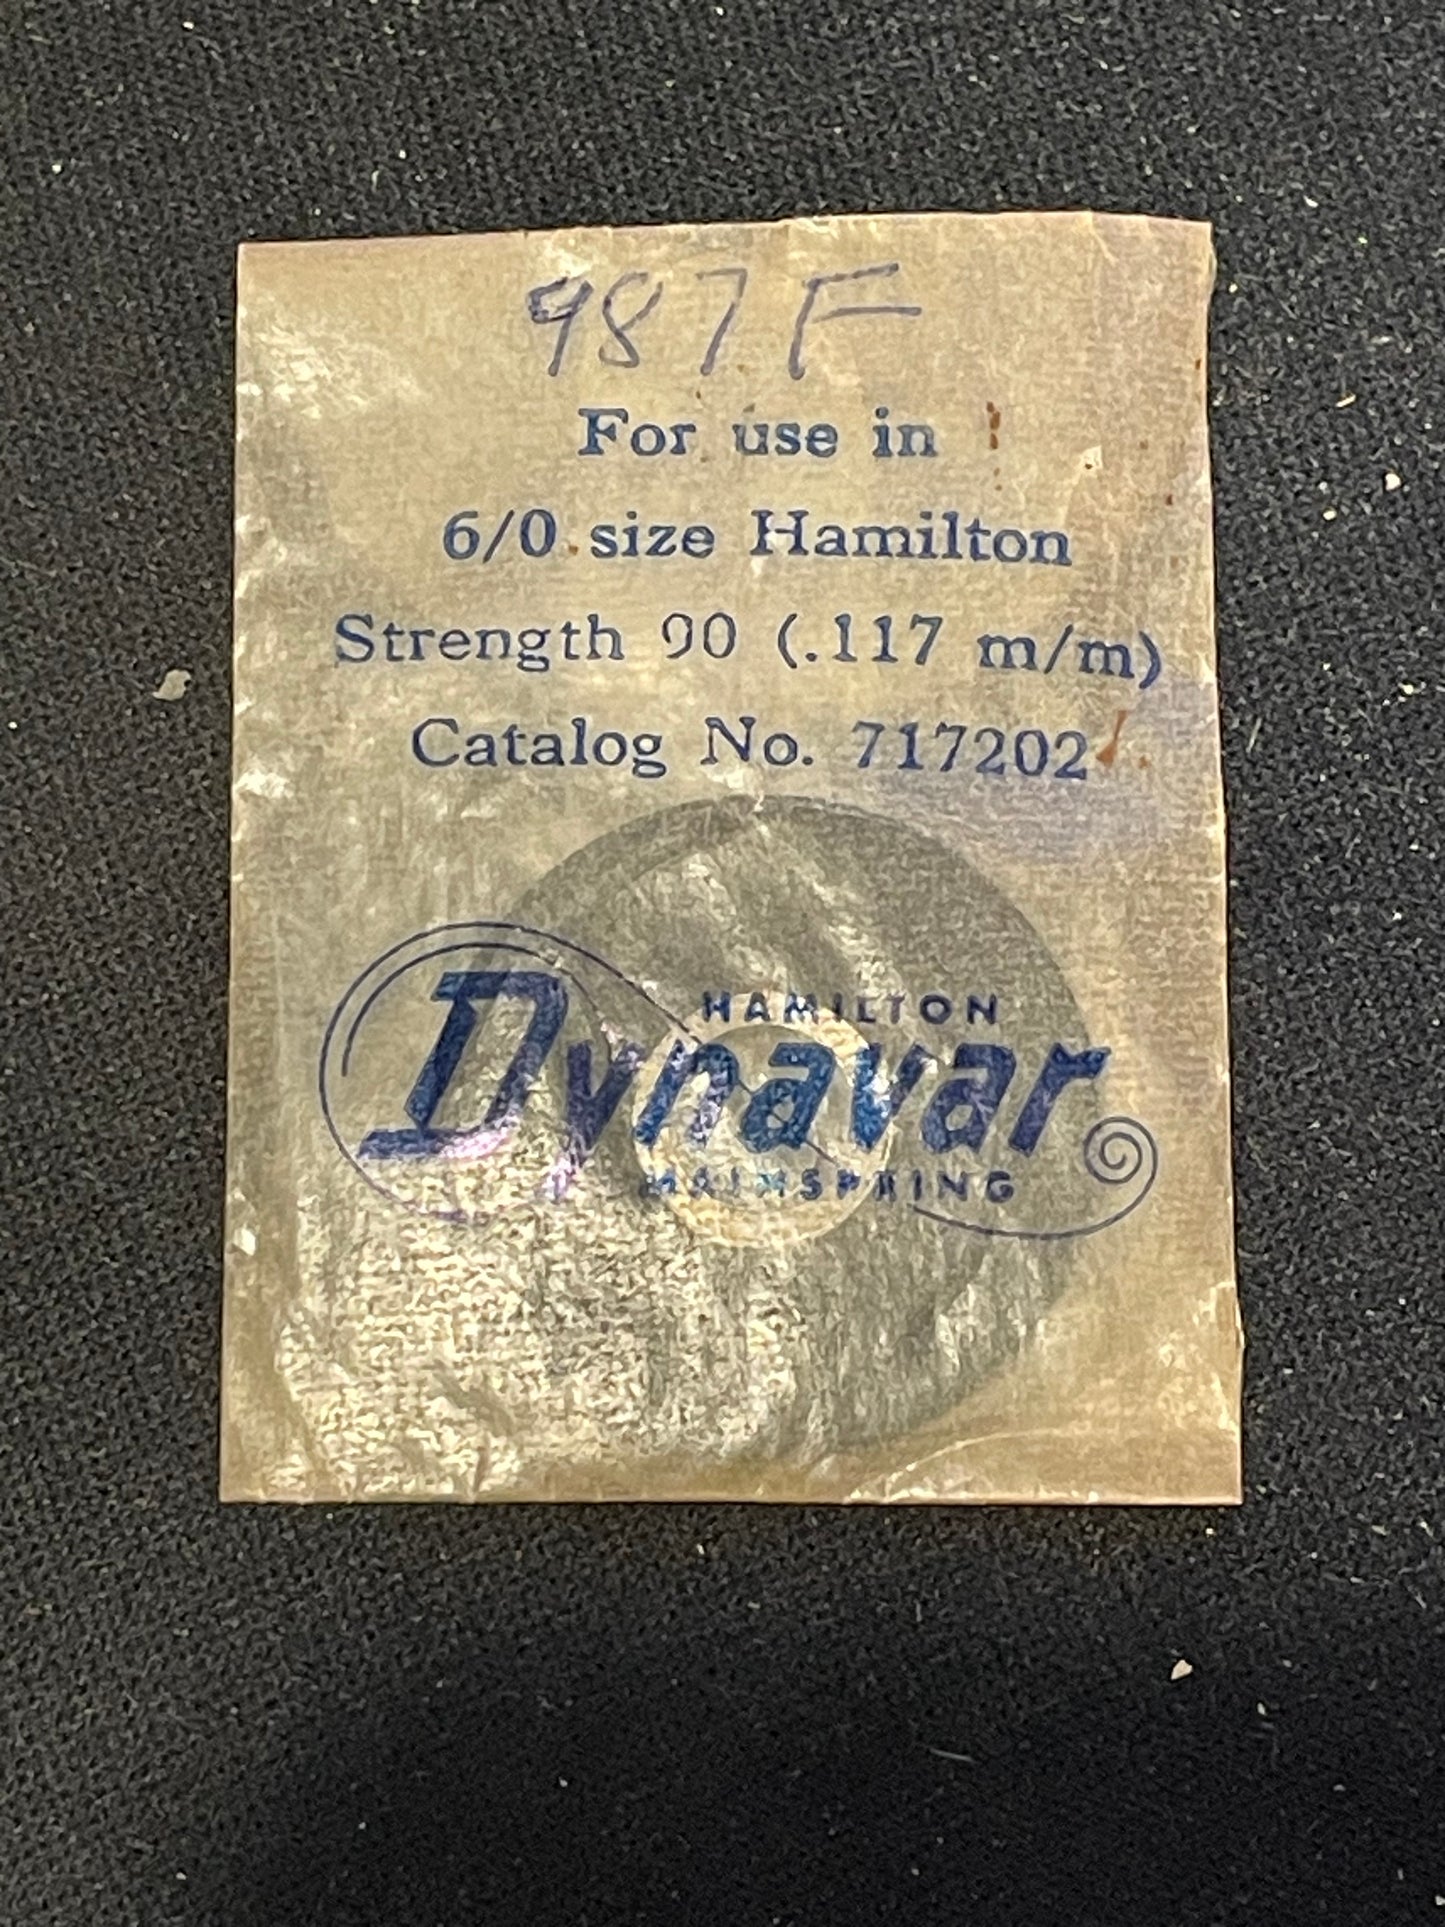 987F
For use in
6/0 size Hamilton
Strength 90 (.117 m/m)
Catalog No. 717202
HAMILTON
Dynavar
MAINSPRING